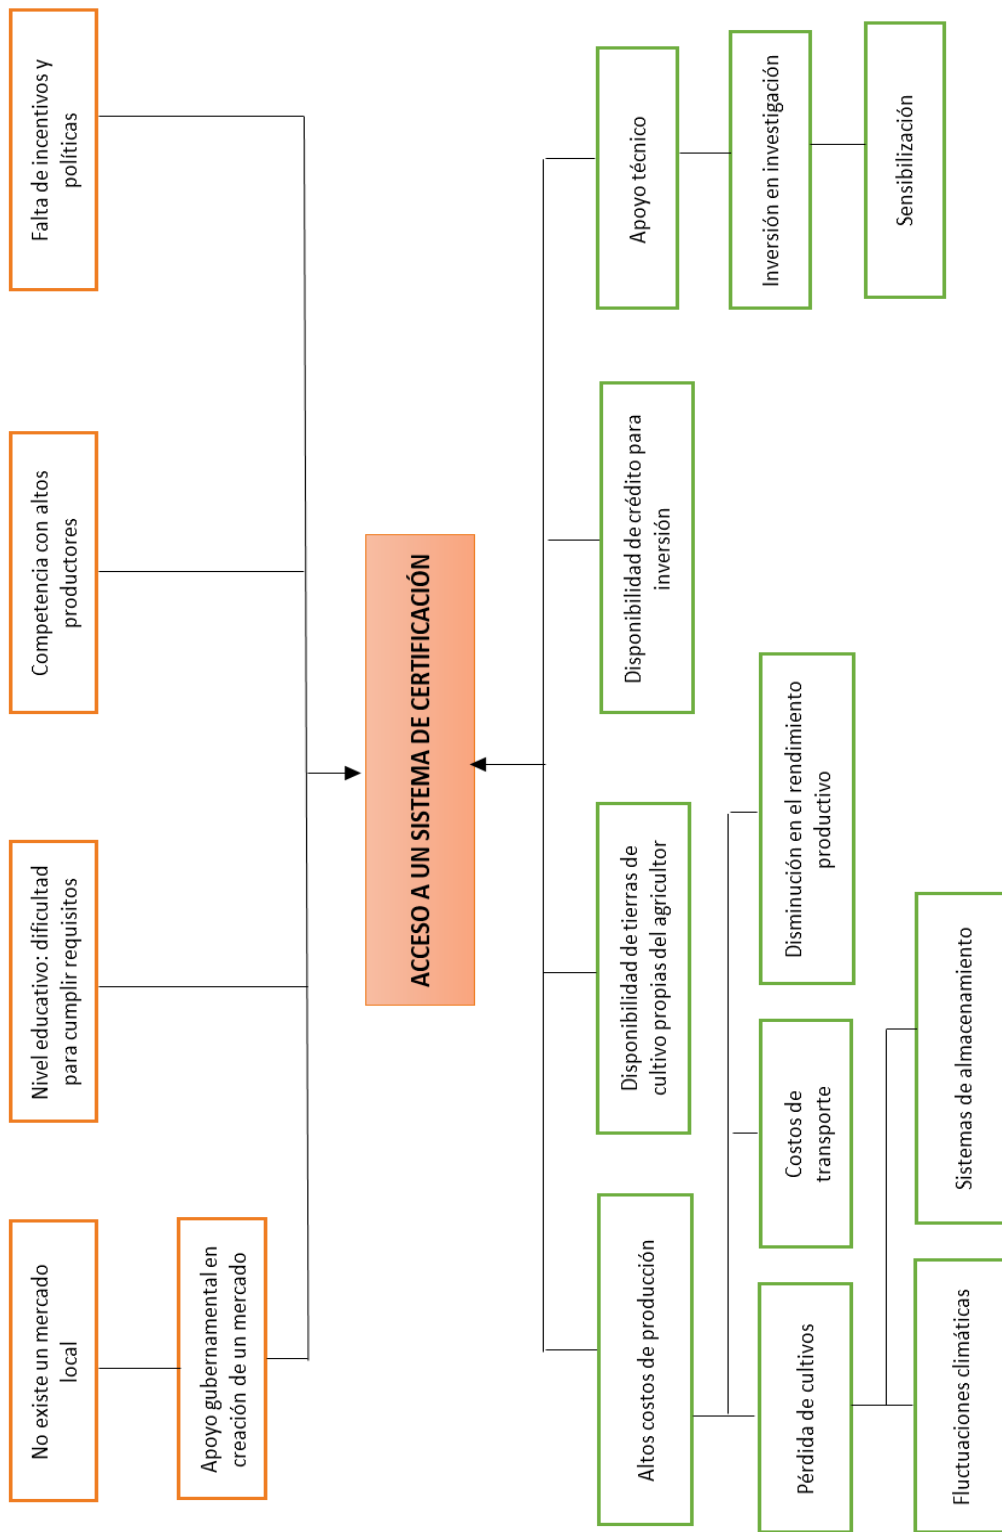 No existe un mercado
local
Nivel educativo: dificultad
para cumplir requisitos
Competencia con altos
productores
Falta de incentivos y
políticas
Apoyo gubernamental en
creación de un mercado
ACCESO A UN SISTEMA DE CERTIFICACIÓN
Altos costos de producción
Disponibilidad de tierras de
cultivo propias del agricultor
Disponibilidad de crédito para
inversión
Apoyo técnico
Pérdida de cultivos
Costos de
transporte
Disminución en el rendimiento
productivo
Inversión en investigación
Fluctuaciones climáticas
Sistemas de almacenamiento
Sensibilización